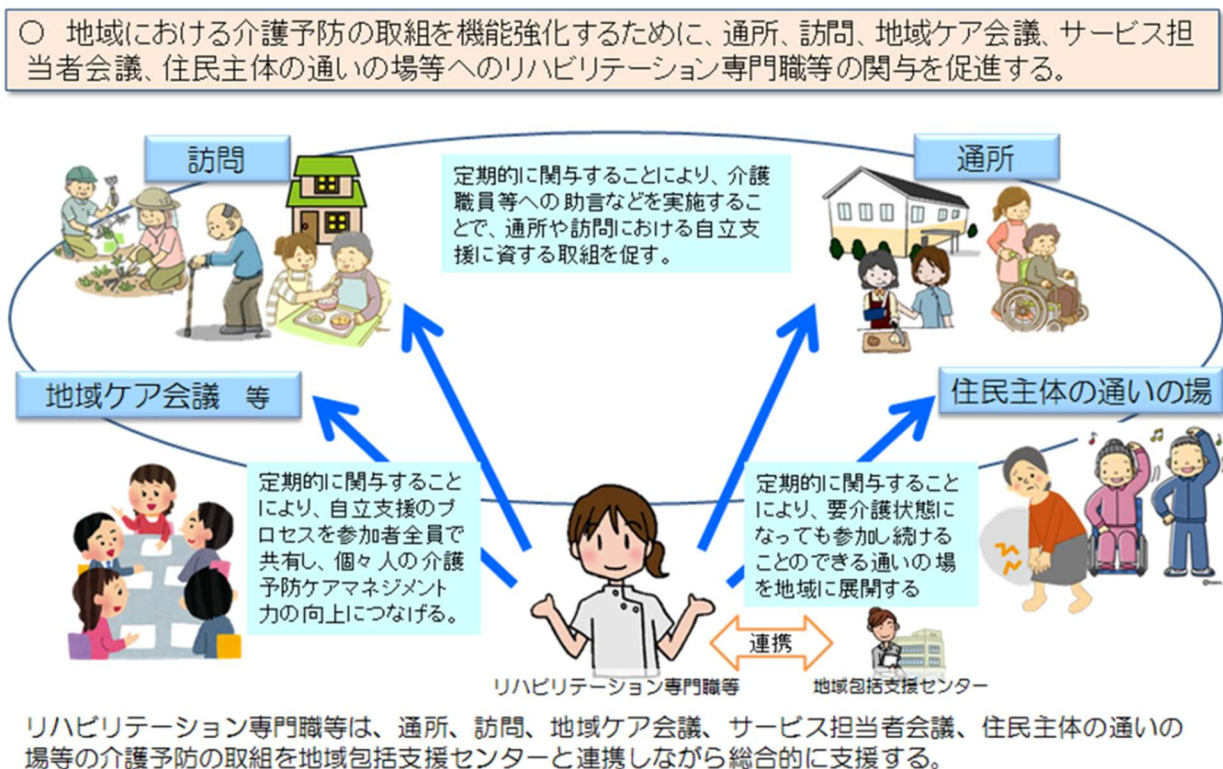 ○ 地域における介護予防の取組を機能強化するために、通所、訪問、地域ケア会議、サービス担
当者会議、住民主体の通いの場等へのリハビリテーション専門職等の関与を促進する。
訪問
通所
定期的に関与することにより、介護
職員等への助言などを実施するこ
とで、通所や訪問における自立支
援に資する取組を促す。
地域ケア会議 等
住民主体の通いの場
定期的に関与すること
により、自立支援のプ
ロセスを参加者全員で
共有し、個々人の介護
予防ケアマネジメント
力の向上につなげる。
定期的に関与すること
により、要介護状態に
なっても参加し続ける
ことのできる通いの場
を地域に展開する
連携
リハビリテーション専門職等
地域包括支援センター
リハビリテーション専門職等は、通所、訪問、地域ケア会議、サービス担当者会議、住民主体の通いの
場等の介護予防の取組を地域包括支援センターと連携しながら総合的に支援する。